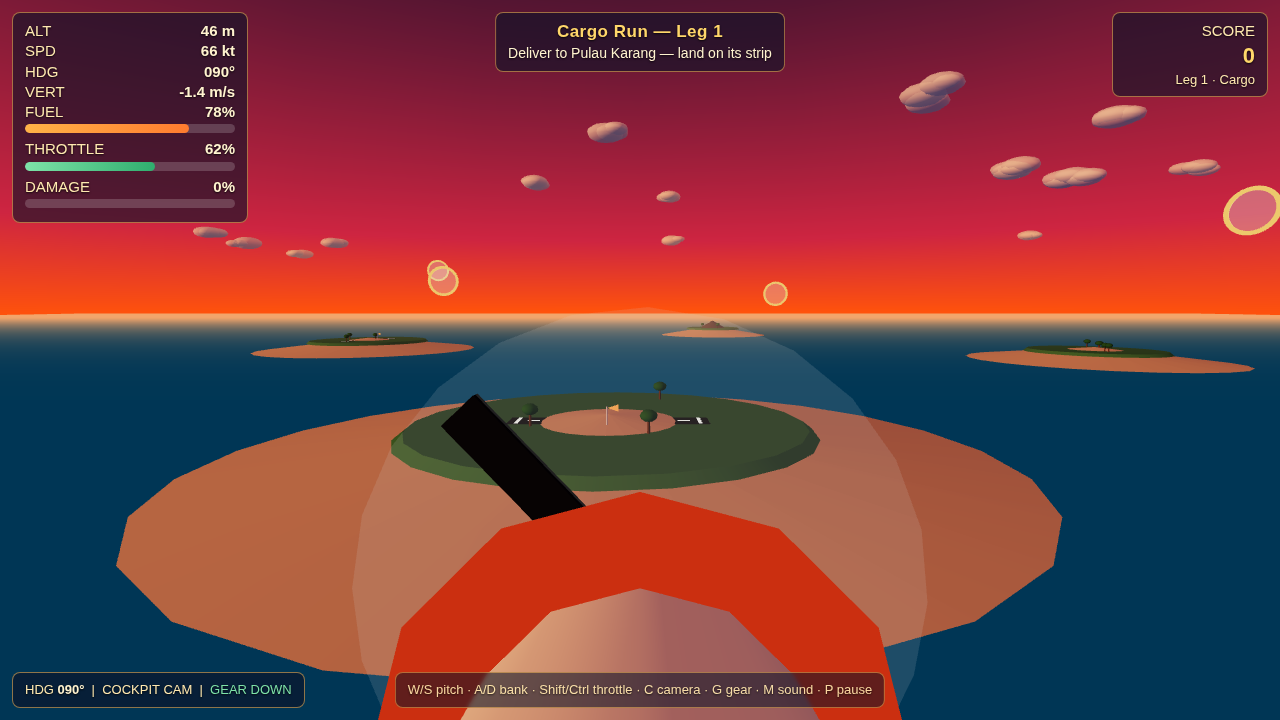 ALT 46 m
SPD 66 kt
HDG 090°
VERT -1.4 m/s
FUEL 78%
THROTTLE 62%
DAMAGE 0%
Cargo Run — Leg 1
Deliver to Pulau Karang — land on its strip
SCORE
0
Leg 1 · Cargo
HDG 090° | COCKPIT CAM | GEAR DOWN
W/S pitch · A/D bank · Shift/Ctrl throttle · C camera · G gear · M sound · P pause